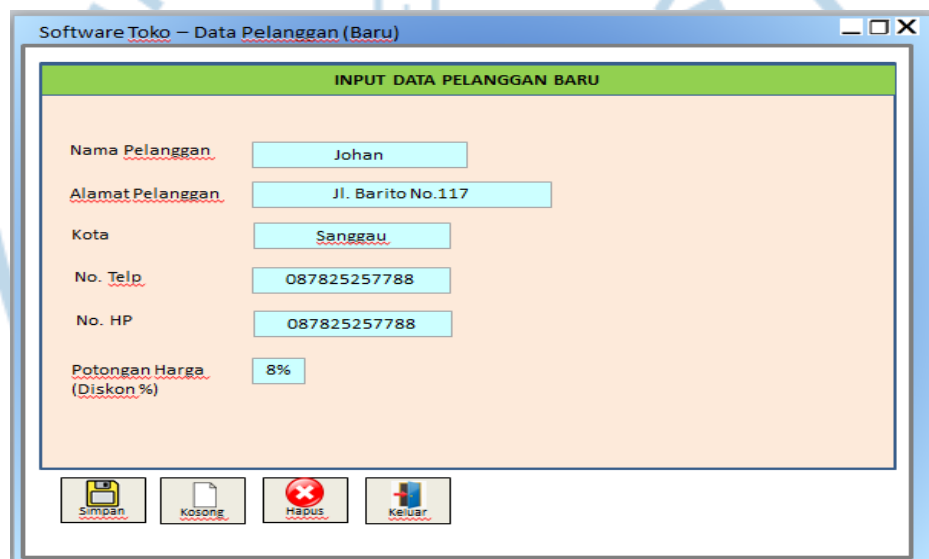 Software Toko – Data Pelanggan (Baru)
INPUT DATA PELANGGAN BARU
Nama Pelanggan
Johan
Alamat Pelanggan
Jl. Barito No.117
Kota
Sanggau
No. Telp
087825257788
No. HP
087825257788
Potongan Harga
(Diskon %)
8%
Simpan
Kosong
Hapus
Keluar